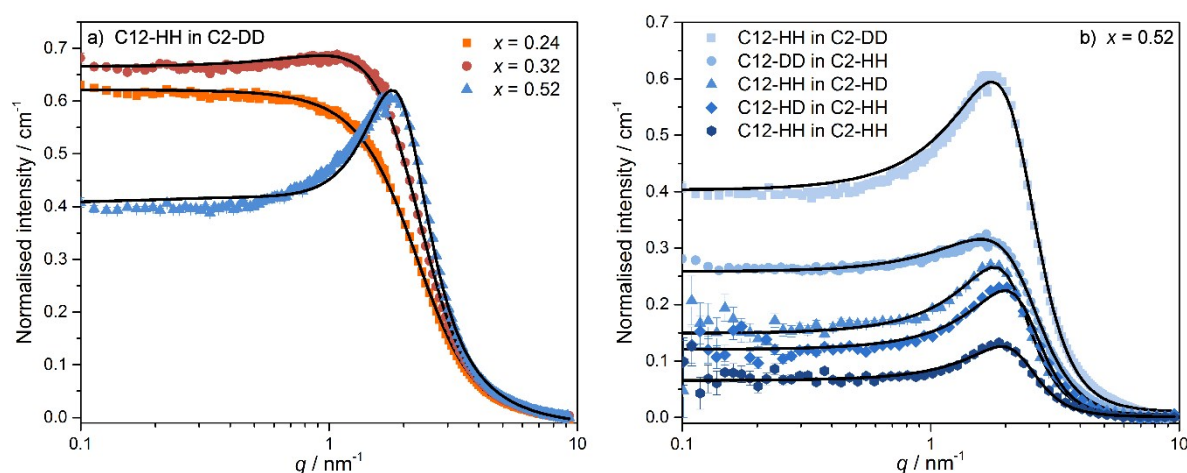 a) C12-HH in C2-DD
x = 0.24
x = 0.32
x = 0.52
Normalised intensity / cm-1
0.7
0.6
0.5
0.4
0.3
0.2
0.1
0.0
0.1
1
10
q / nm-1
b) x = 0.52
C12-HH in C2-DD
C12-DD in C2-HH
C12-HH in C2-HD
C12-HD in C2-HH
C12-HH in C2-HH
Normalised intensity / cm-1
0.7
0.6
0.5
0.4
0.3
0.2
0.1
0.0
0.1
1
10
q / nm-1